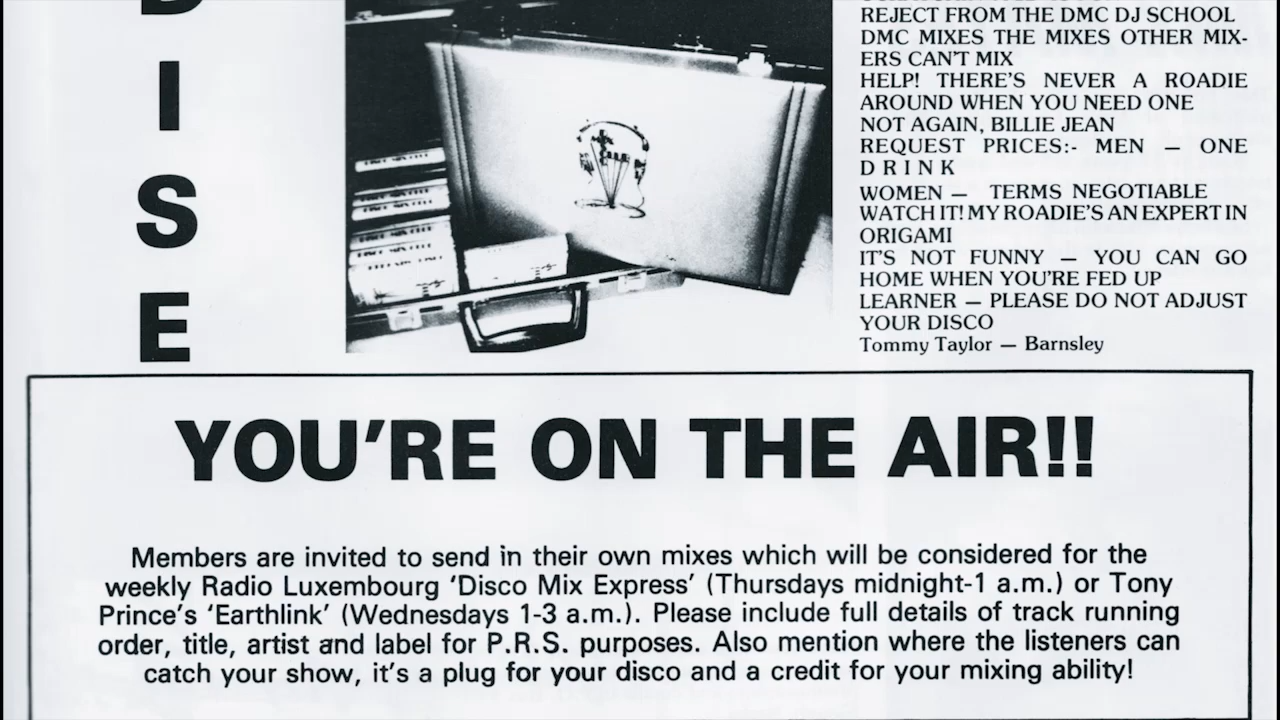 D
I
S
E
REJECT FROM THE DMC DJ SCHOOL
DMC MIXES THE MIXES OTHER MIX-
ERS CAN'T MIX
HELP! THERE'S NEVER A ROADIE
AROUND WHEN YOU NEED ONE
NOT AGAIN, BILLIE JEAN
REQUEST PRICES:- MEN — ONE
D R I N K
WOMEN — TERMS NEGOTIABLE
WATCH IT! MY ROADIE'S AN EXPERT IN
ORIGAMI
IT'S NOT FUNNY — YOU CAN GO
HOME WHEN YOU'RE FED UP
LEARNER — PLEASE DO NOT ADJUST
YOUR DISCO
Tommy Taylor — Barnsley
YOU'RE ON THE AIR!!
Members are invited to send in their own mixes which will be considered for the
weekly Radio Luxembourg 'Disco Mix Express' (Thursdays midnight-1 a.m.) or Tony
Prince's 'Earthlink' (Wednesdays 1-3 a.m.). Please include full details of track running
order, title, artist and label for P.R.S. purposes. Also mention where the listeners can
catch your show, it's a plug for your disco and a credit for your mixing ability!